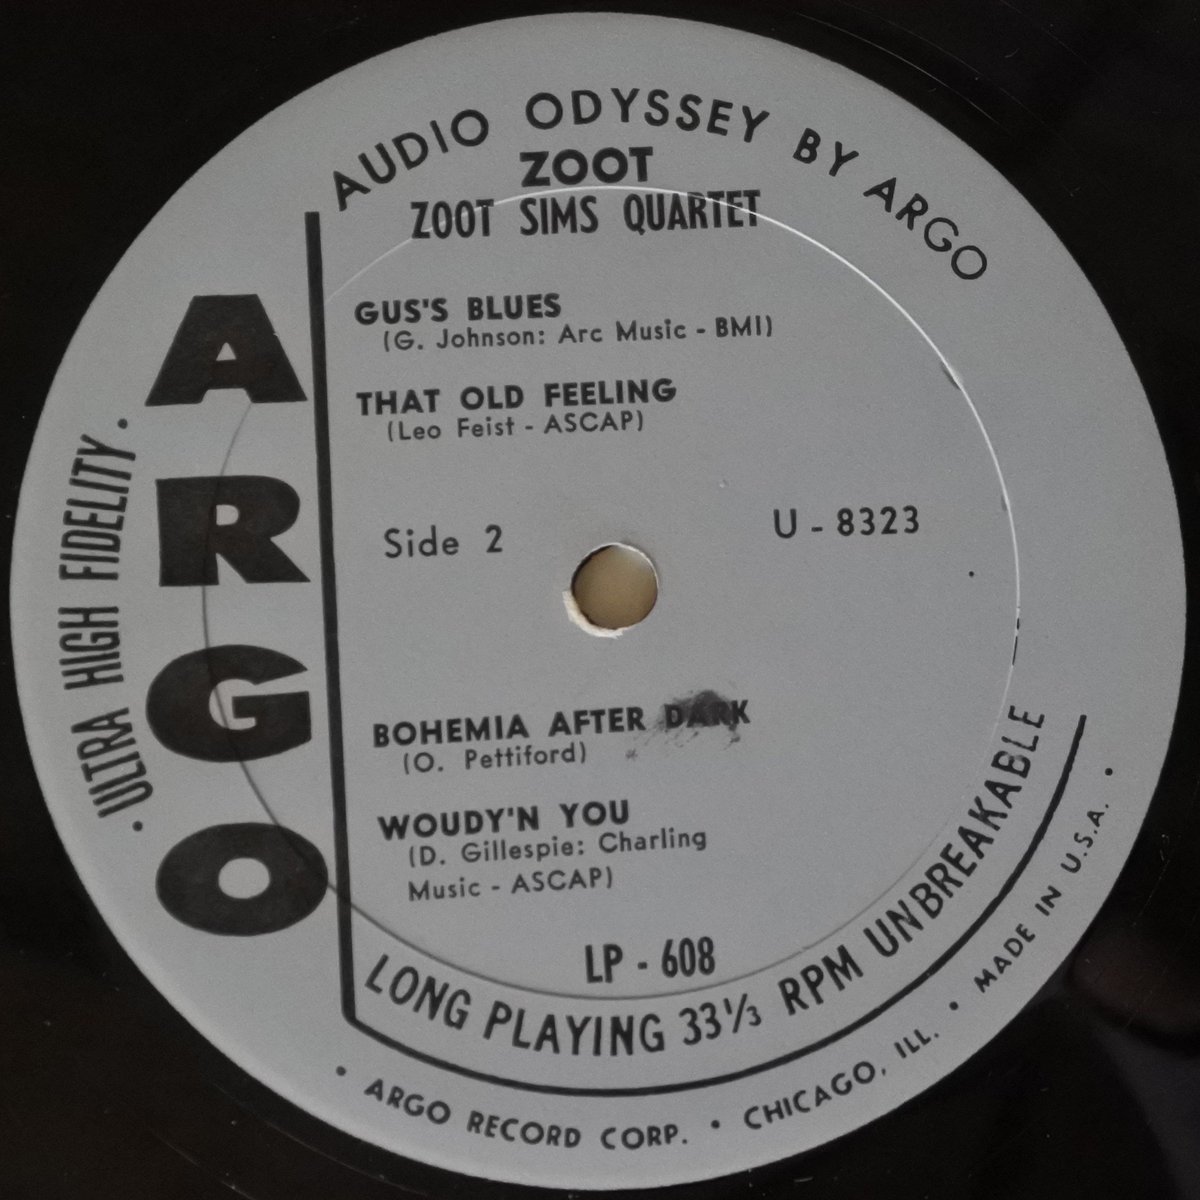 AUDIO ODYSSEY BY ARGO
ZOOT
ZOOT SIMS QUARTET
GUS'S BLUES
(G. Johnson: Arc Music - BMI)
THAT OLD FEELING
(Leo Feist - ASCAP)
Side 2
U - 8323
BOHEMIA AFTER DARK
(O. Pettiford)
WOUDY'N YOU
(D. Gillespie: Charling
Music - ASCAP)
LP - 608
LONG PLAYING 33⅓ RPM UNBREAKABLE
ARGO
• ULTRA HIGH FIDELITY •
• ARGO RECORD CORP. • CHICAGO, ILL. • MADE IN U.S.A. •